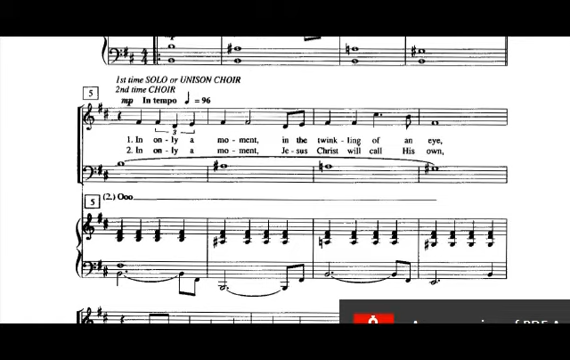 1st time SOLO or UNISON CHOIR
2nd time CHOIR
5 mp In tempo ♩ = 96
3
1. In on - ly a mo - ment, in the twink - ling of an eye,
2. In on - ly a mo - ment, Je - sus Christ will call His own,
5 (2.) Ooo